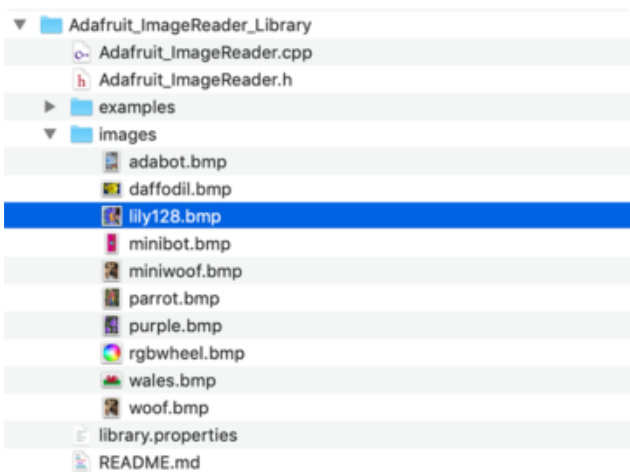 Adafruit_ImageReader_Library
Adafruit_ImageReader.cpp
Adafruit_ImageReader.h
examples
images
adabot.bmp
daffodil.bmp
lily128.bmp
minibot.bmp
miniwoof.bmp
parrot.bmp
purple.bmp
rgbwheel.bmp
wales.bmp
woof.bmp
library.properties
README.md